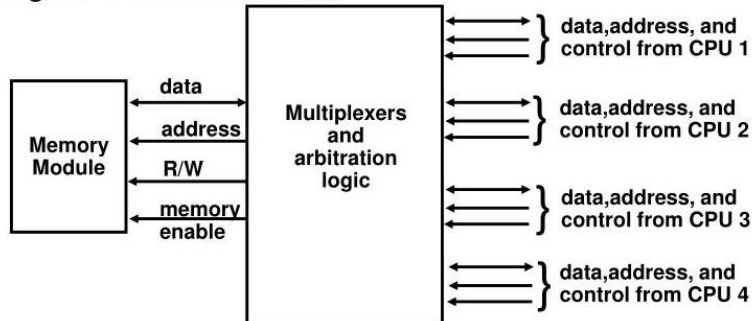 data,address, and
control from CPU 1
data
Multiplexers
and
arbitration
logic
data,address, and
control from CPU 2
address
Memory
Module
R/W
memory
enable
data,address, and
control from CPU 3
data,address, and
control from CPU 4